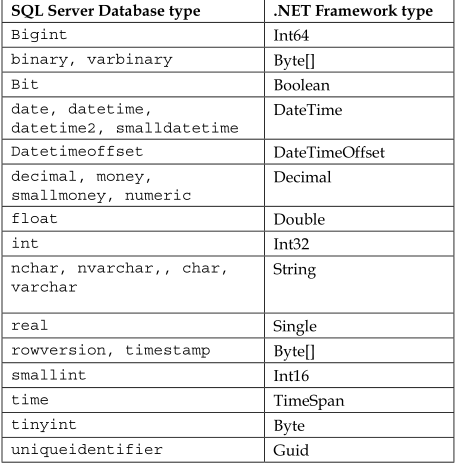 SQL Server Database type .NET Framework type
Bigint Int64
binary, varbinary Byte[]
Bit Boolean
date, datetime, DateTime
datetime2, smalldatetime
Datetimeoffset DateTimeOffset
decimal, money, Decimal
smallmoney, numeric
float Double
int Int32
nchar, nvarchar,, char, String
varchar
real Single
rowversion, timestamp Byte[]
smallint Int16
time TimeSpan
tinyint Byte
uniqueidentifier Guid